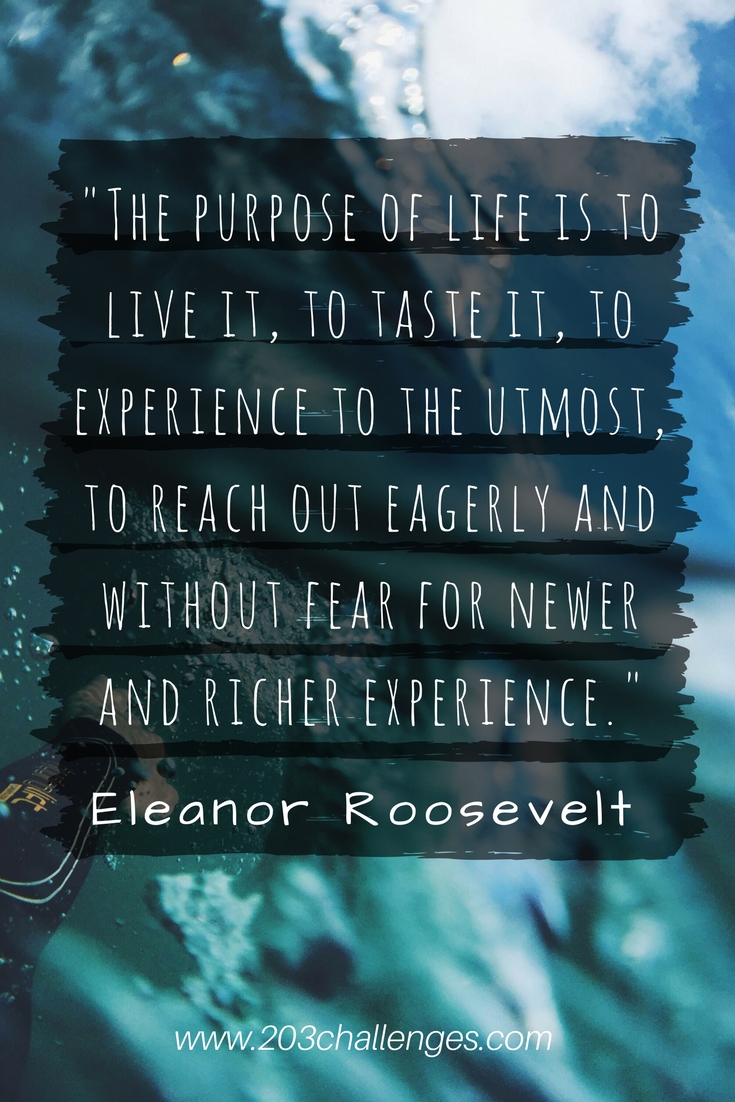 "The purpose of life is to
live it, to taste it, to
experience to the utmost,
to reach out eagerly and
without fear for newer
and richer experience."
Eleanor Roosevelt
www.203challenges.com